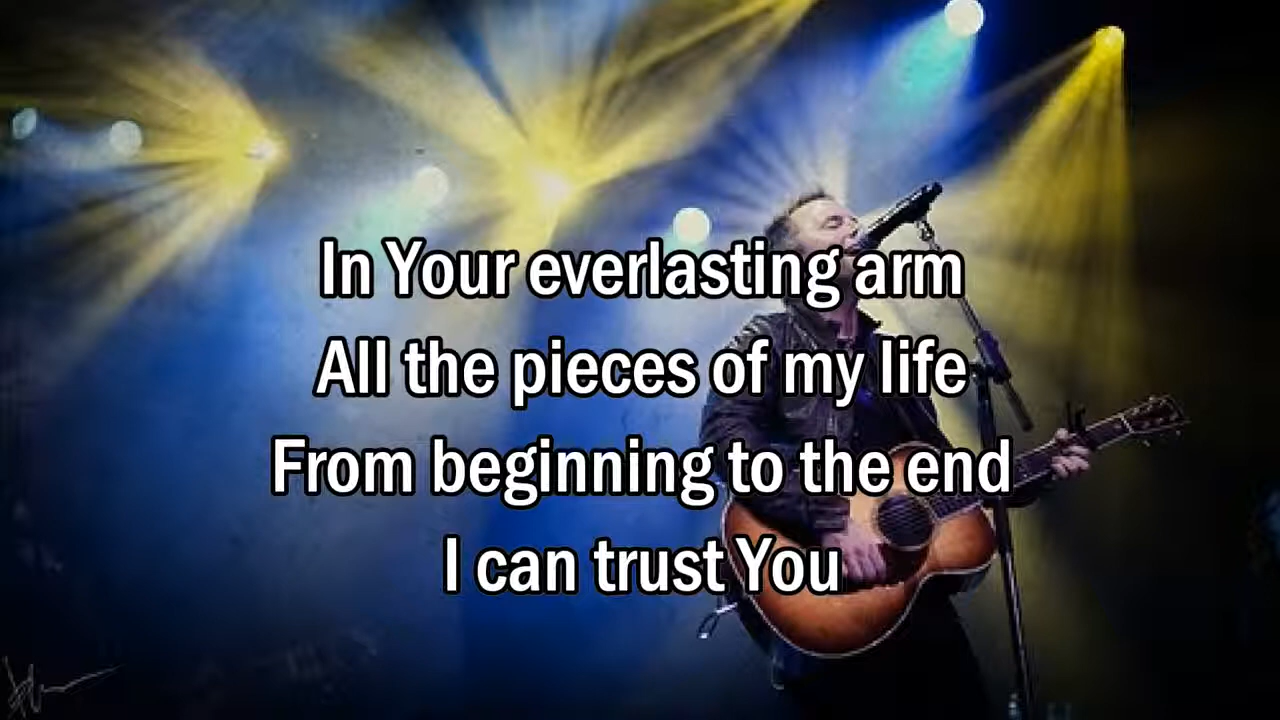 In Your everlasting arm
All the pieces of my life
From beginning to the end
I can trust You